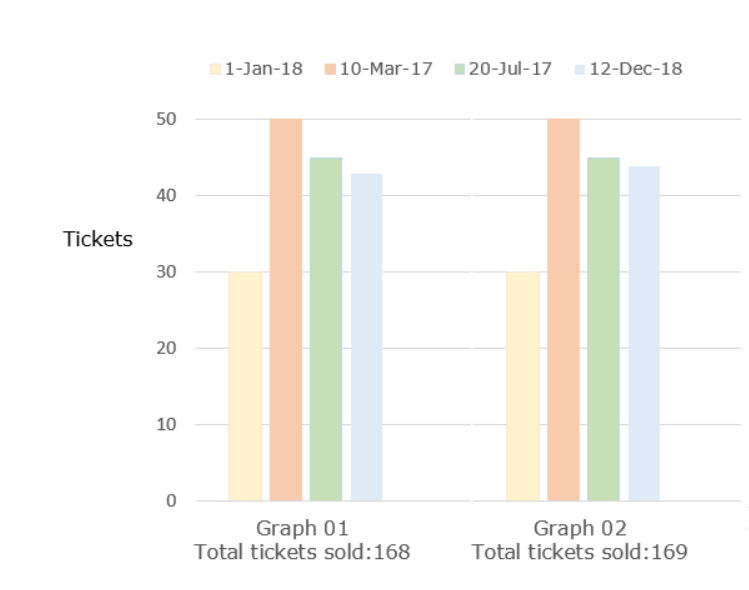 1-Jan-18 10-Mar-17 20-Jul-17 12-Dec-18
50
40
Tickets
30
20
10
0
Graph 01 Graph 02
Total tickets sold:168 Total tickets sold:169